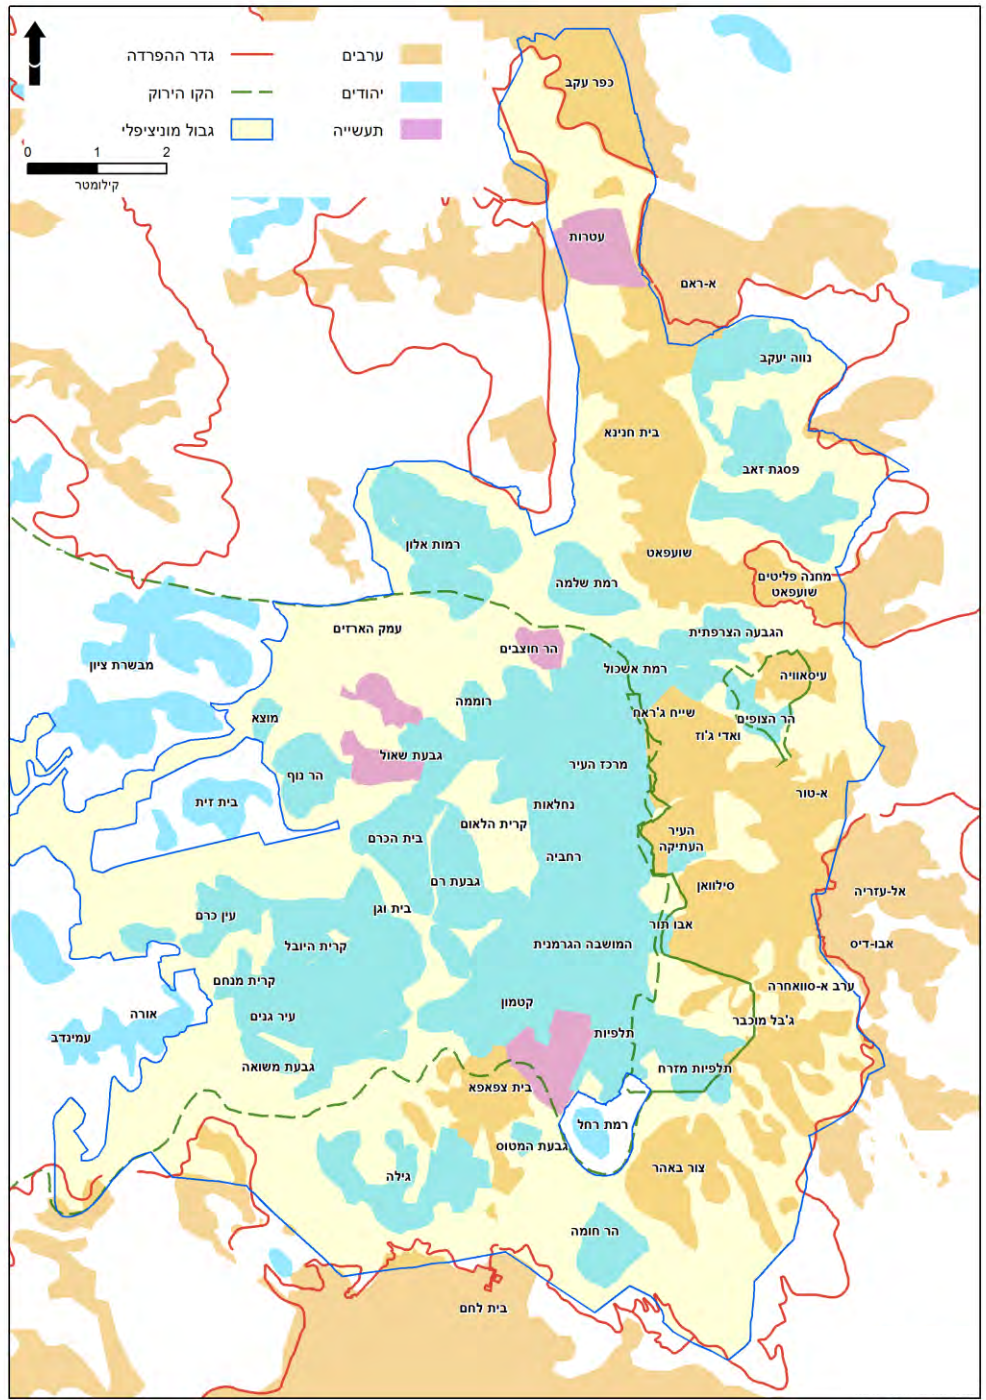 ערבים
גדר ההפרדה
יהודים
הקו הירוק
תעשייה
גבול מוניציפלי
0 1 2
קילומטר
כפר עקב
עטרות
א-ראם
נווה יעקב
בית חנינא
פסגת זאב
רמות אלון
שועפאט
רמת שלמה
מחנה פליטים
שועפאט
עמק הארזים
הגבעה הצרפתית
הר חוצבים
מבשרת ציון
רמת אשכול
עיסאוויה
רוממה
שייח ג'ראח'
מוצא
הר הצופים
ואדי ג'וז
גבעת שאול
מרכז העיר
הר נוף
א-טור
בית זית
נחלאות
קרית הלאום
העיר
העתיקה
בית הכרם
רחביה
גבעת רם
סילוואן
אל-עזריה
בית וגן
עין כרם
אבו תור
קרית היובל
המושבה הגרמנית
אבו-דיס
קרית מנחם
ערב א-סוואחרה
קטמון
אורה
עיר גנים
ג'בל מוכבר
תלפיות
עמינדב
גבעת משואה
תלפיות מזרח
בית צפאפא
רמת רחל
גבעת המטוס
צור באהר
גילה
הר חומה
בית לחם